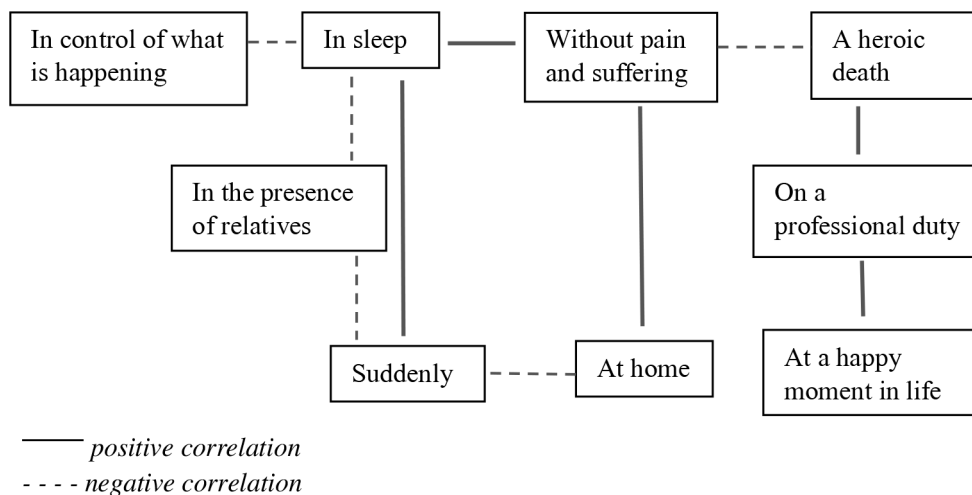 In control of what
is happening
In sleep
Without pain
and suffering
A heroic
death
In the presence
of relatives
On a
professional duty
Suddenly
At home
At a happy
moment in life
positive correlation
negative correlation